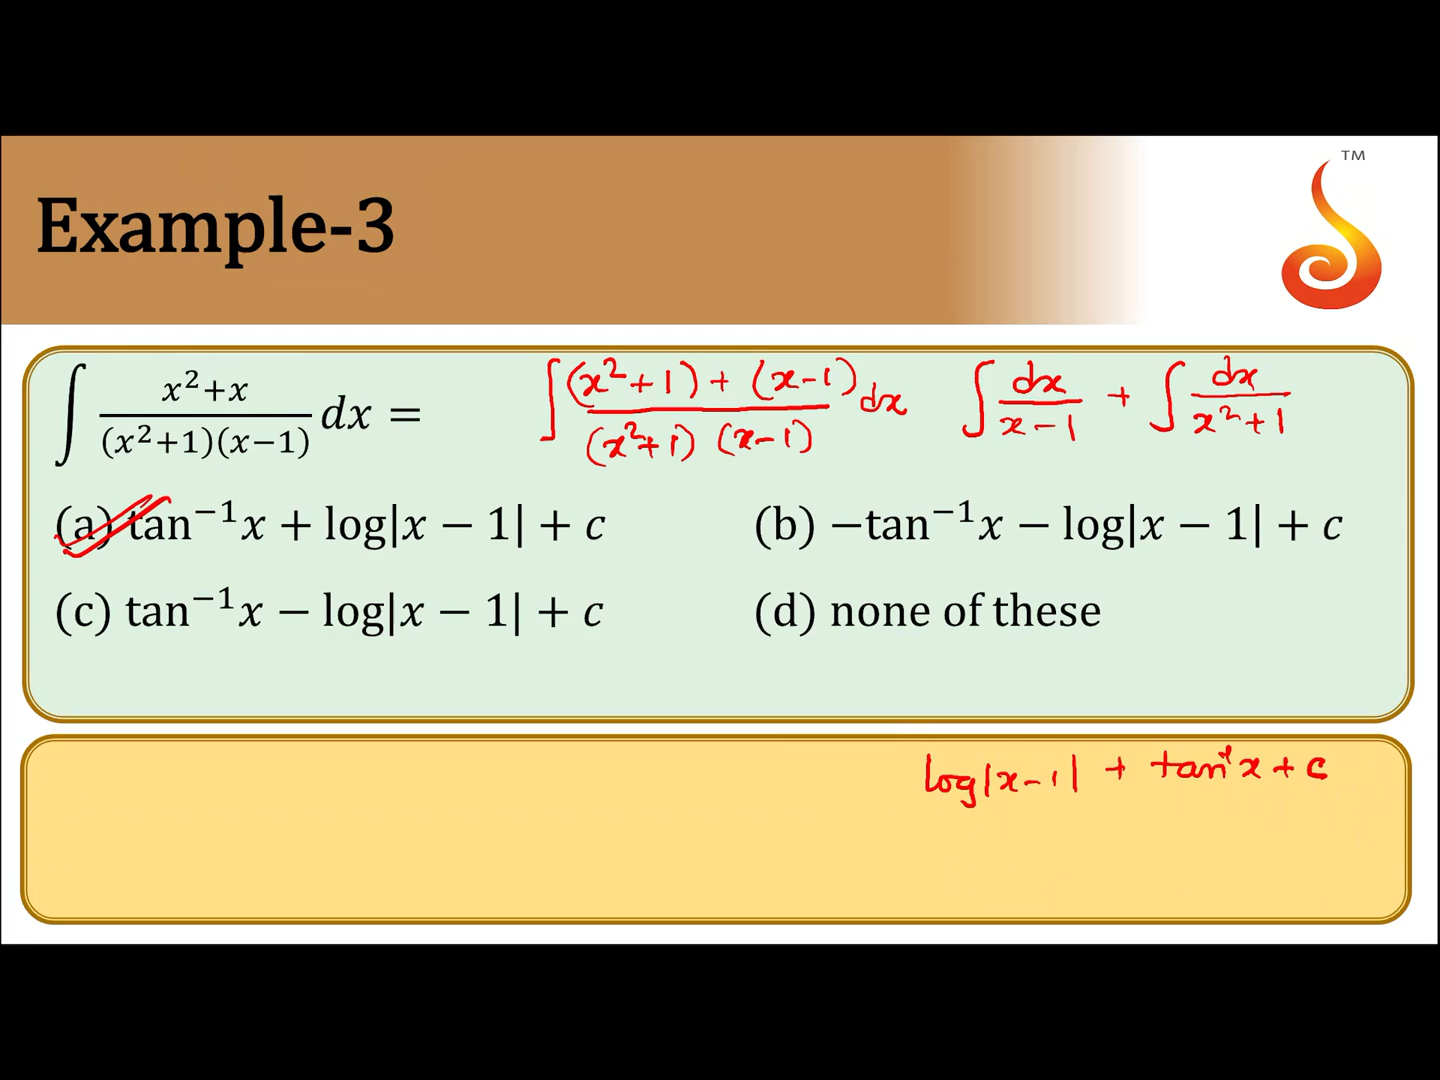 TM
Example-3
∫ x²+x / (x²+1)(x−1) dx = ∫ (x²+1) + (x-1) / (x²+1) (x-1) dx ∫ dx / x-1 + ∫ dx / x²+1
(a) tan⁻¹x + log|x − 1| + c (b) −tan⁻¹x − log|x − 1| + c
(c) tan⁻¹x − log|x − 1| + c (d) none of these
log|x-1| + tan⁻¹x + c